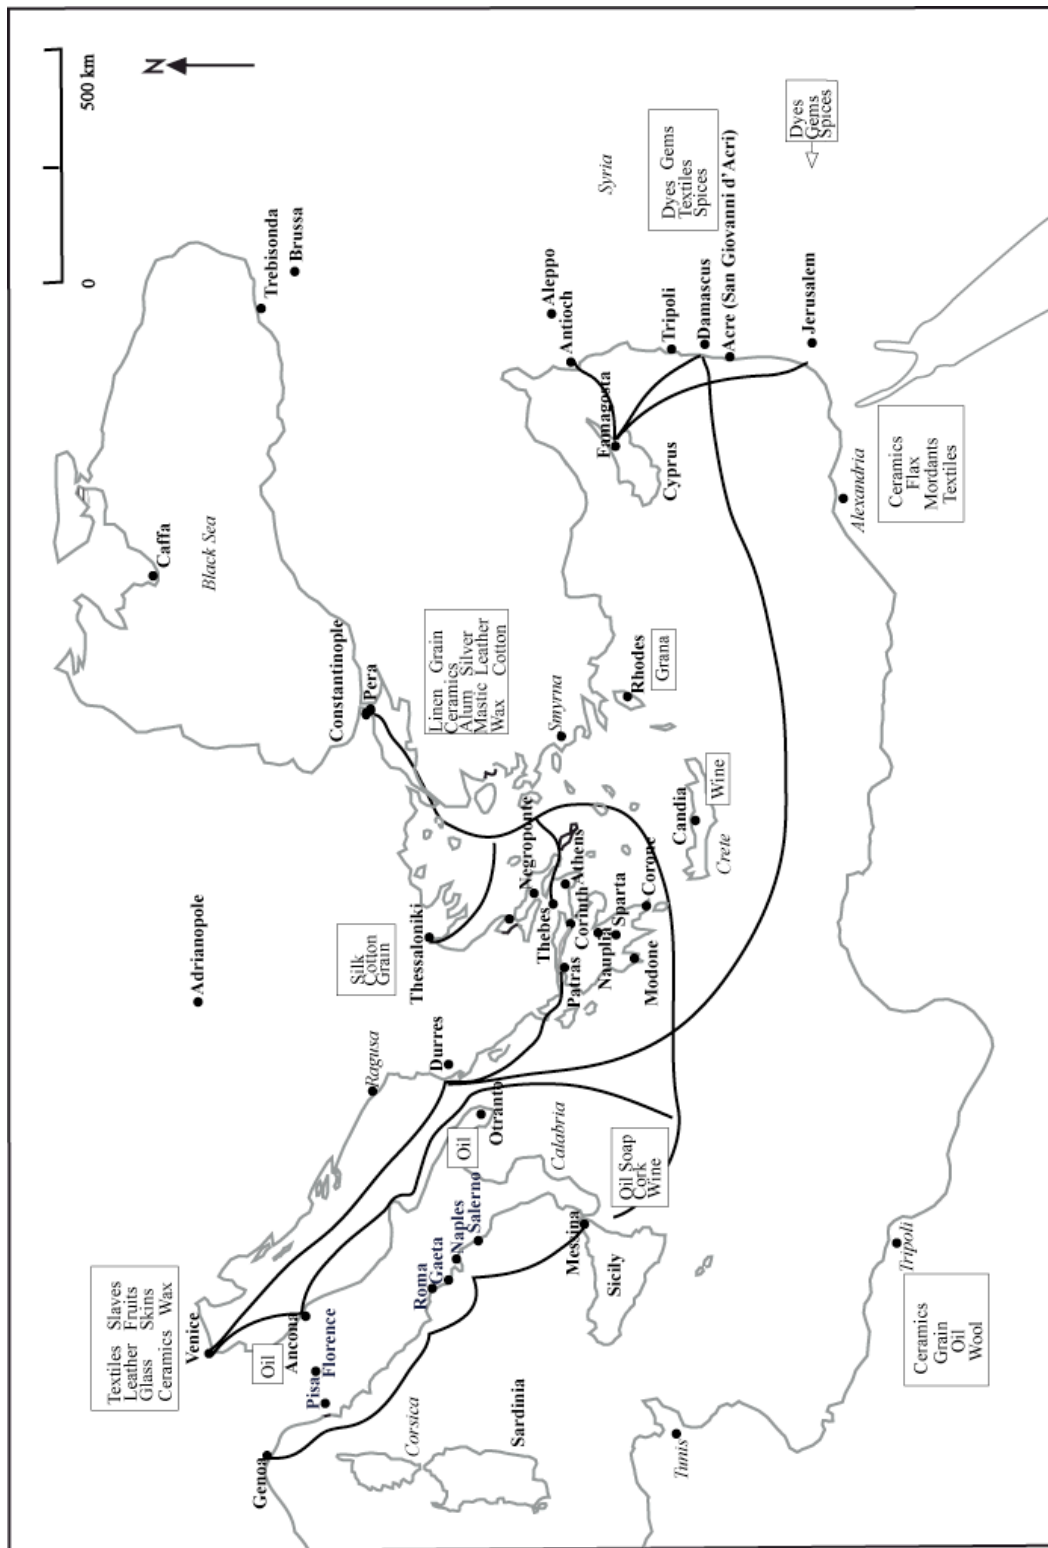 Venice
Textiles Slaves
Leather Fruits
Glass Skins
Ceramics Wax
Oil
Ancona
Genoa
Pisa
Florence
Corsica
Sardinia
Roma
Gaeta
Naples
Salerno
Oil
Otranto
Calabria
Messina
Sicily
Oil Soap
Cork
Wine
Tunis
Tripoli
Ceramics
Grain
Oil
Wool
Ragusa
Durres
Adrianopole
Silk
Cotton
Grain
Thessaloniki
Negroponte
Thebes
Athens
Corinth
Patras
Nauplia
Sparta
Modone
Corone
Candia
Crete
Wine
Constantinople
Pera
Linen Grain
Ceramics
Alum Silver
Mastic Leather
Wax Cotton
Smyrna
Rhodes
Grana
Caffa
Black Sea
Trebisonda
Brussa
Aleppo
Antioch
Famagosta
Cyprus
Syria
Tripoli
Damascus
Acre (San Giovanni d'Acri)
Jerusalem
Dyes Gems
Textiles
Spices
Dyes
Gems
Spices
Alexandria
Ceramics
Flax
Mordants
Textiles
0
500 km
N